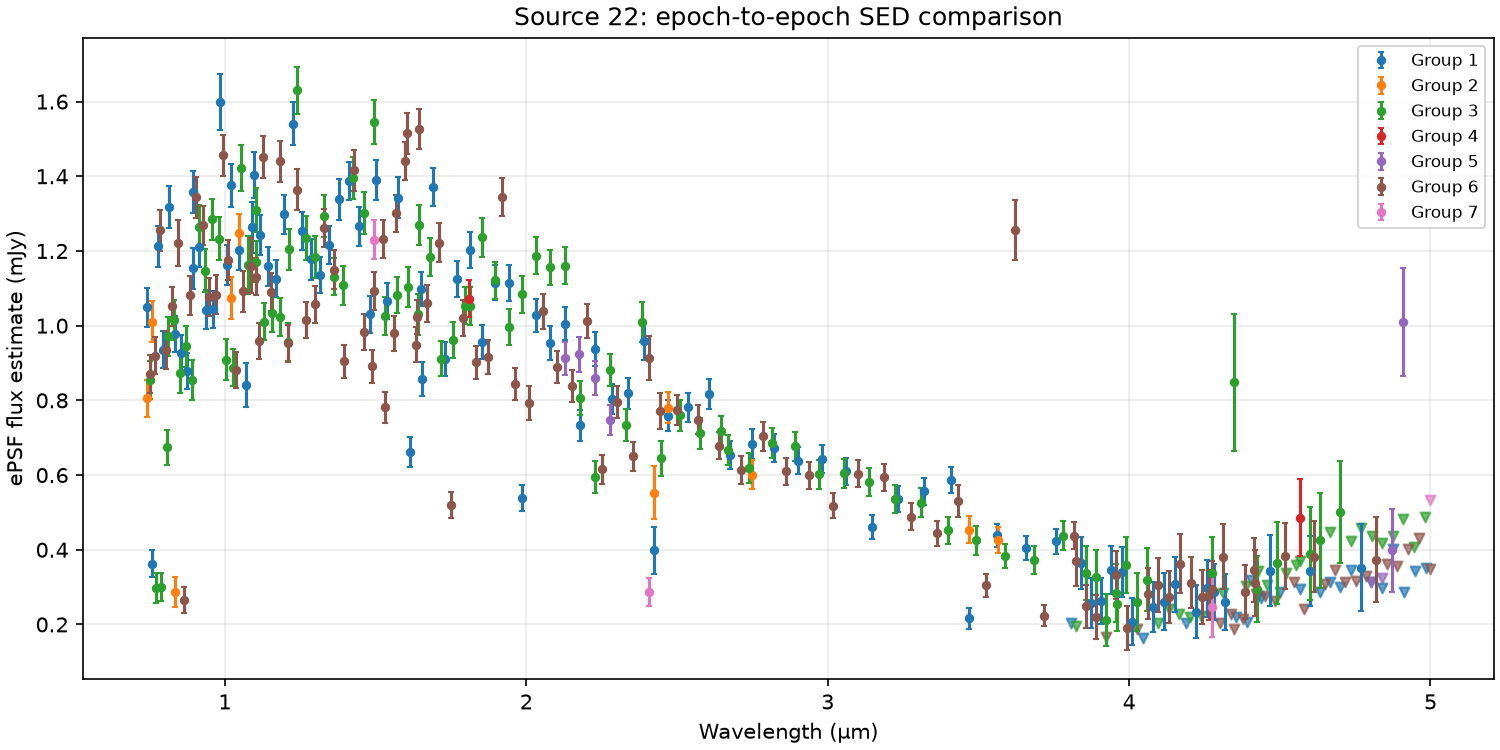 Source 22: epoch-to-epoch SED comparison
ePSF flux estimate (mJy)
1.6
1.4
1.2
1.0
0.8
0.6
0.4
0.2
1 2 3 4 5
Wavelength (μm)
Group 1
Group 2
Group 3
Group 4
Group 5
Group 6
Group 7